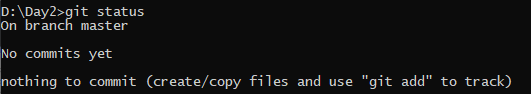 D:\Day2>git status
On branch master
No commits yet
nothing to commit (create/copy files and use "git add" to track)